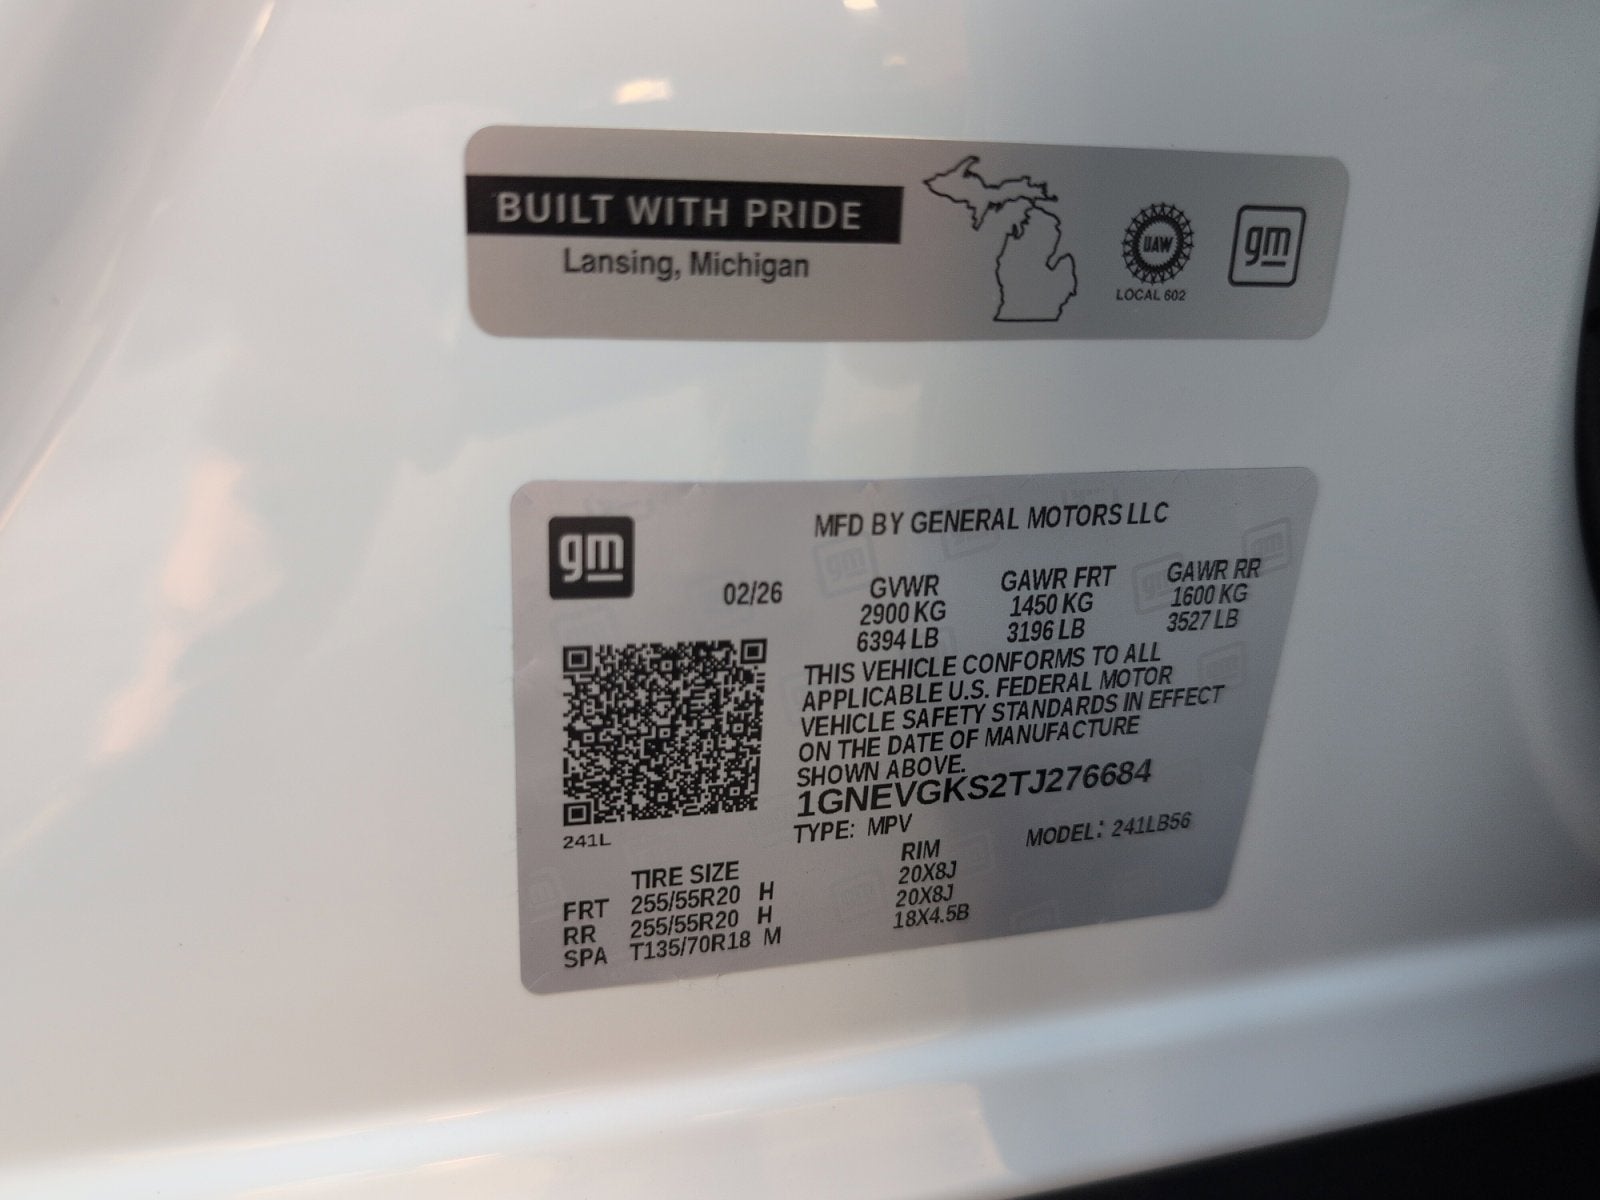 BUILT WITH PRIDE
Lansing, Michigan
UAW
LOCAL 602
gm
gm
MFD BY GENERAL MOTORS LLC
02/26
GVWR GAWR FRT GAWR RR
2900 KG 1450 KG 1600 KG
6394 LB 3196 LB 3527 LB
THIS VEHICLE CONFORMS TO ALL
APPLICABLE U.S. FEDERAL MOTOR
VEHICLE SAFETY STANDARDS IN EFFECT
ON THE DATE OF MANUFACTURE
SHOWN ABOVE.
1GNEVGKS2TJ276684
TYPE: MPV MODEL: 241LB56
241L
TIRE SIZE RIM
FRT 255/55R20 H 20X8J
RR 255/55R20 H 20X8J
SPA T135/70R18 M 18X4.5B